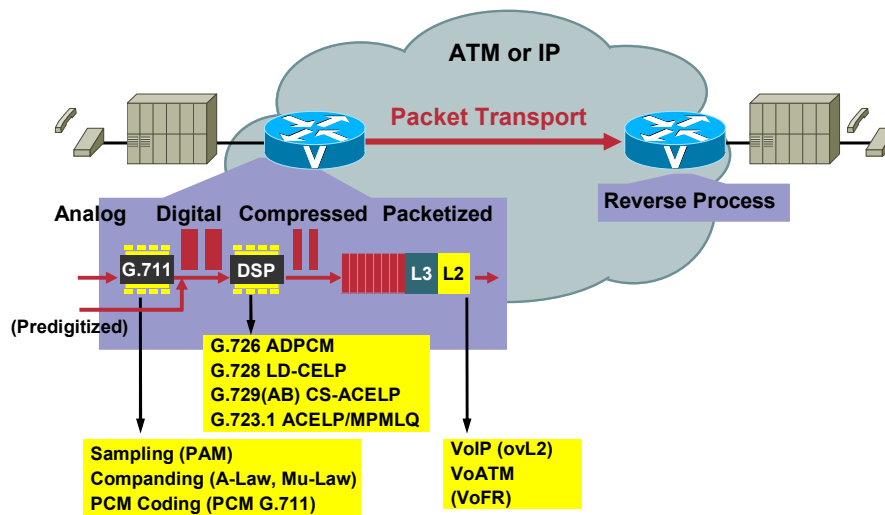 ATM or IP
Packet Transport
V
V
Reverse Process
Analog Digital Compressed Packetized
G.711
DSP
L3 L2
(Predigitized)
G.726 ADPCM
G.728 LD-CELP
G.729(AB) CS-ACELP
G.723.1 ACELP/MPMLQ
Sampling (PAM)
Companding (A-Law, Mu-Law)
PCM Coding (PCM G.711)
VoIP (ovL2)
VoATM
(VoFR)